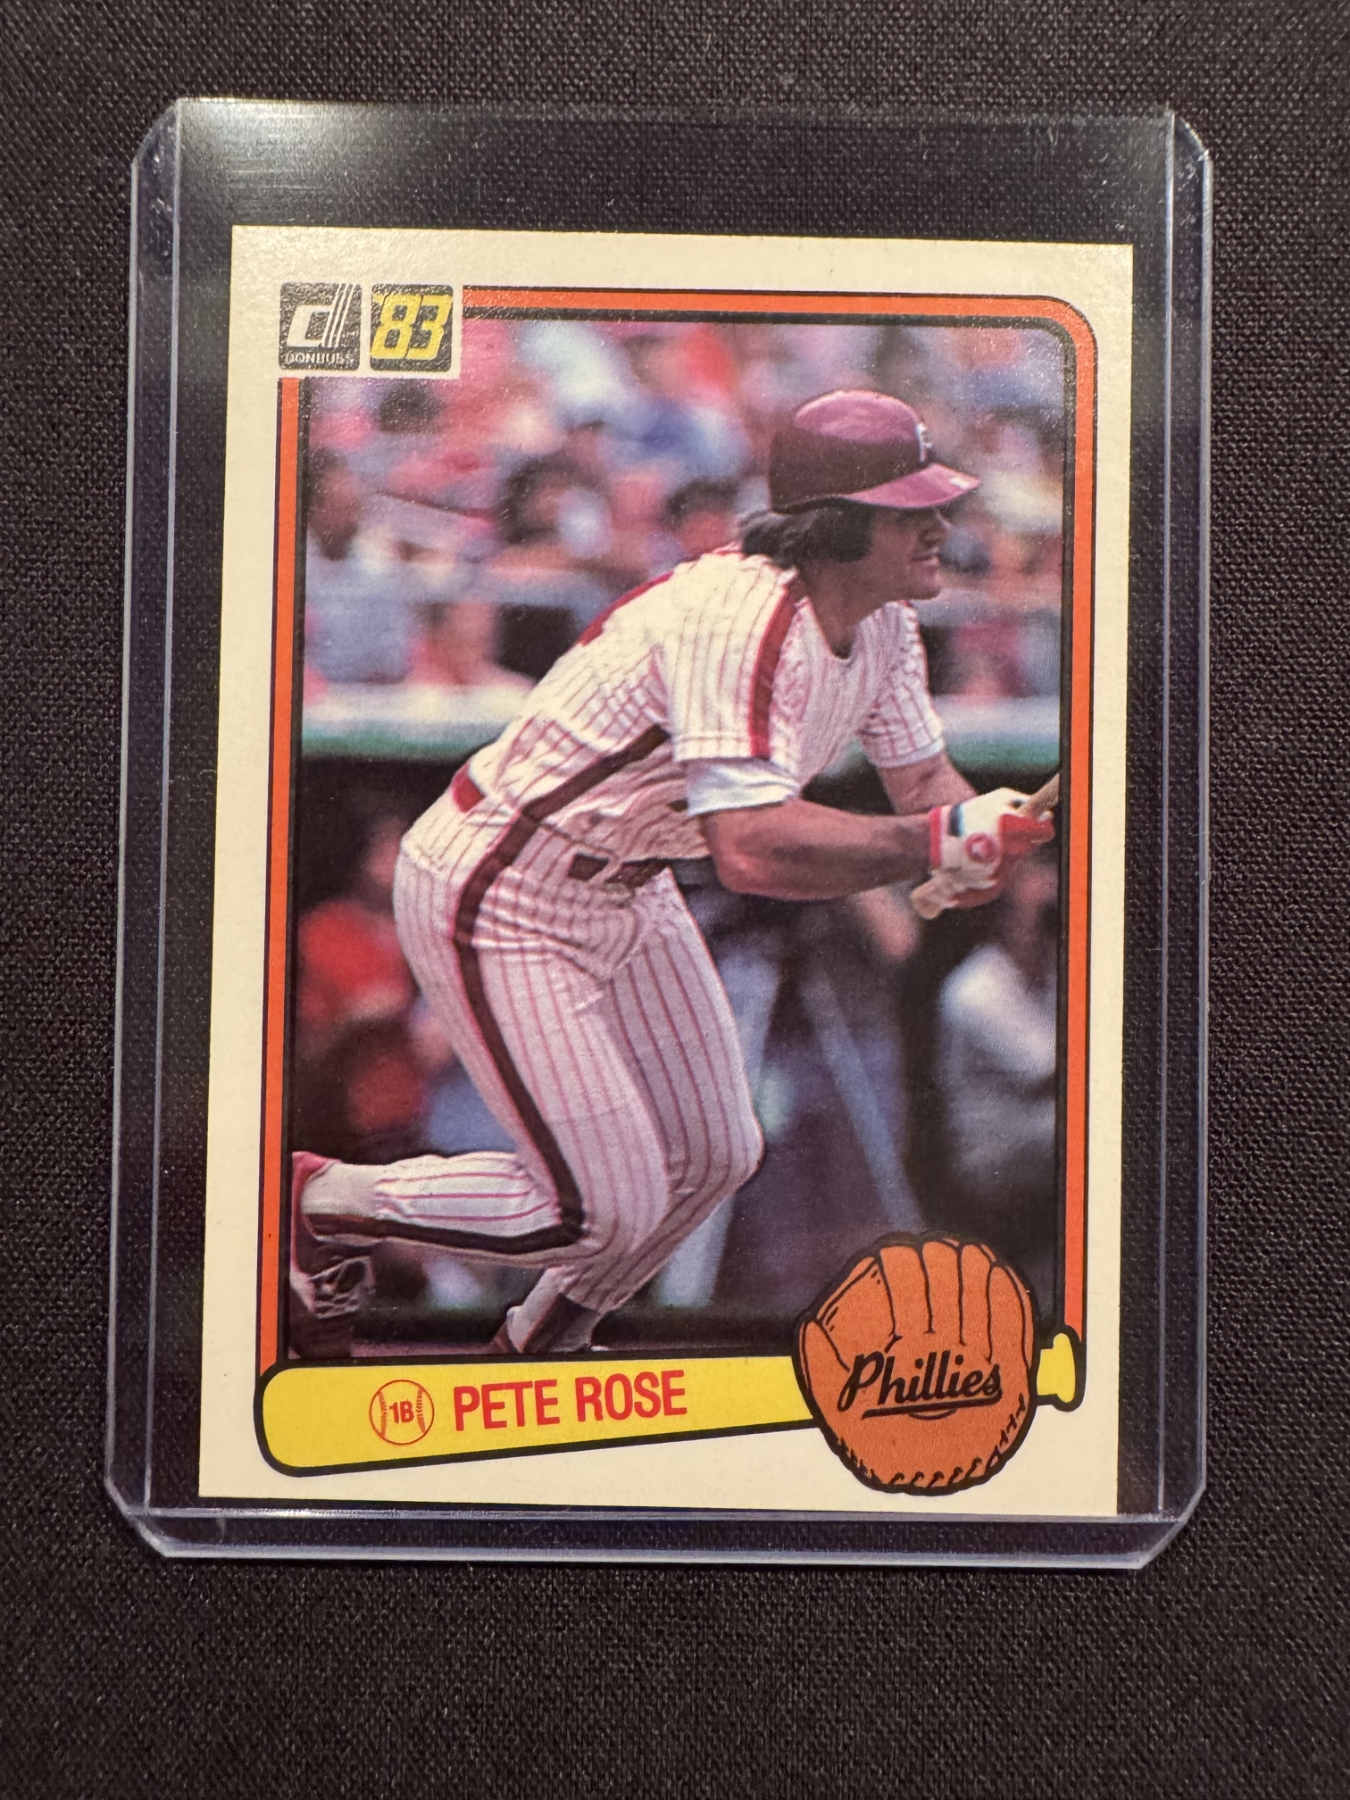 d '83
DONRUSS
P
1B PETE ROSE
Phillies